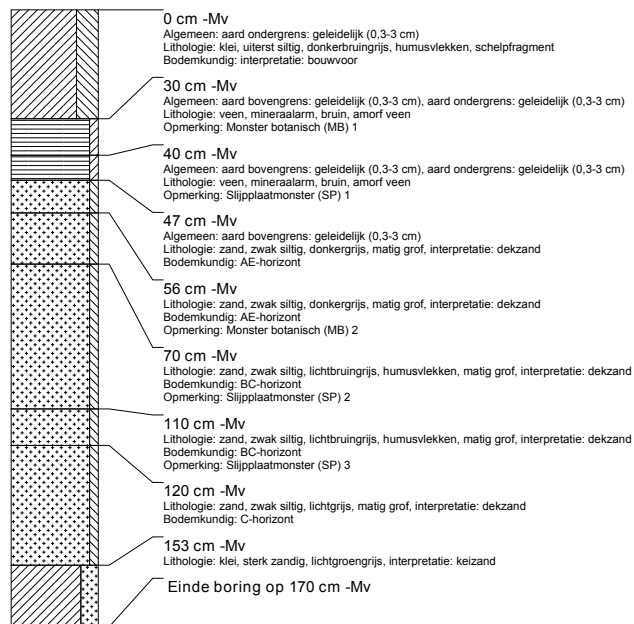 0 cm -Mv
Algemeen: aard ondergrens: geleidelijk (0,3-3 cm)
Lithologie: klei, uiterst siltig, donkerbruingrijs, humusvlekken, schelpfragment
Bodemkundig: interpretatie: bouwvoor
30 cm -Mv
Algemeen: aard bovengrens: geleidelijk (0,3-3 cm), aard ondergrens: geleidelijk (0,3-3 cm)
Lithologie: veen, mineraalarm, bruin, amorf veen
Opmerking: Monster botanisch (MB) 1
40 cm -Mv
Algemeen: aard bovengrens: geleidelijk (0,3-3 cm), aard ondergrens: geleidelijk (0,3-3 cm)
Lithologie: veen, mineraalarm, bruin, amorf veen
Opmerking: Slijpplaatmonster (SP) 1
47 cm -Mv
Algemeen: aard bovengrens: geleidelijk (0,3-3 cm)
Lithologie: zand, zwak siltig, donkergrijs, matig grof, interpretatie: dekzand
Bodemkundig: AE-horizont
56 cm -Mv
Lithologie: zand, zwak siltig, donkergrijs, matig grof, interpretatie: dekzand
Bodemkundig: AE-horizont
Opmerking: Monster botanisch (MB) 2
70 cm -Mv
Lithologie: zand, zwak siltig, lichtbruingrijs, humusvlekken, matig grof, interpretatie: dekzand
Bodemkundig: BC-horizont
Opmerking: Slijpplaatmonster (SP) 2
110 cm -Mv
Lithologie: zand, zwak siltig, lichtbruingrijs, humusvlekken, matig grof, interpretatie: dekzand
Bodemkundig: BC-horizont
Opmerking: Slijpplaatmonster (SP) 3
120 cm -Mv
Lithologie: zand, zwak siltig, lichtgrijs, matig grof, interpretatie: dekzand
Bodemkundig: C-horizont
153 cm -Mv
Lithologie: klei, sterk zandig, lichtgroengrijs, interpretatie: keizand
Einde boring op 170 cm -Mv